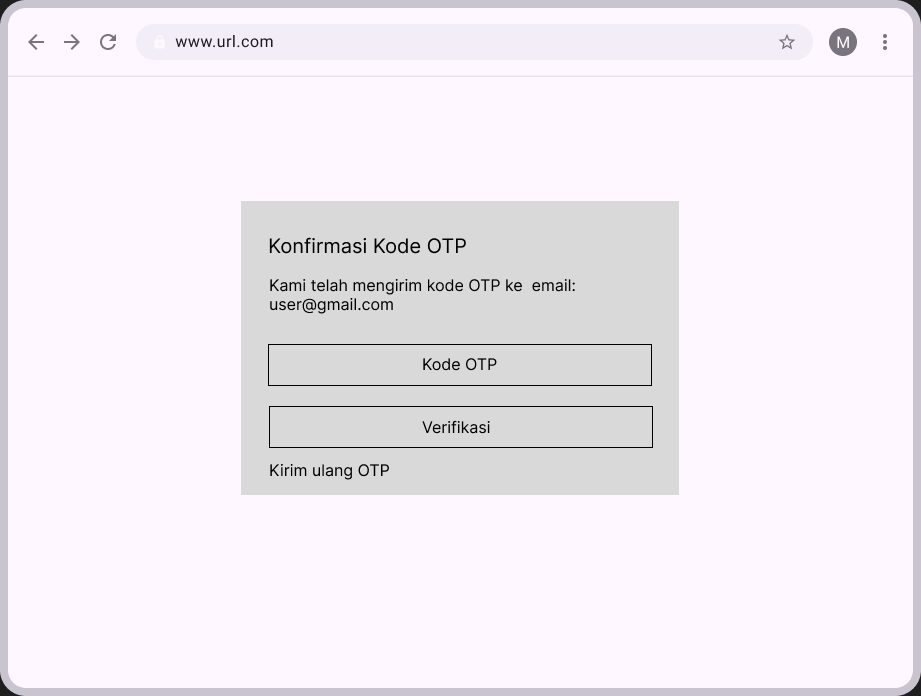 www.url.com
M
Konfirmasi Kode OTP
Kami telah mengirim kode OTP ke  email:
user@gmail.com
Kode OTP
Verifikasi
Kirim ulang OTP